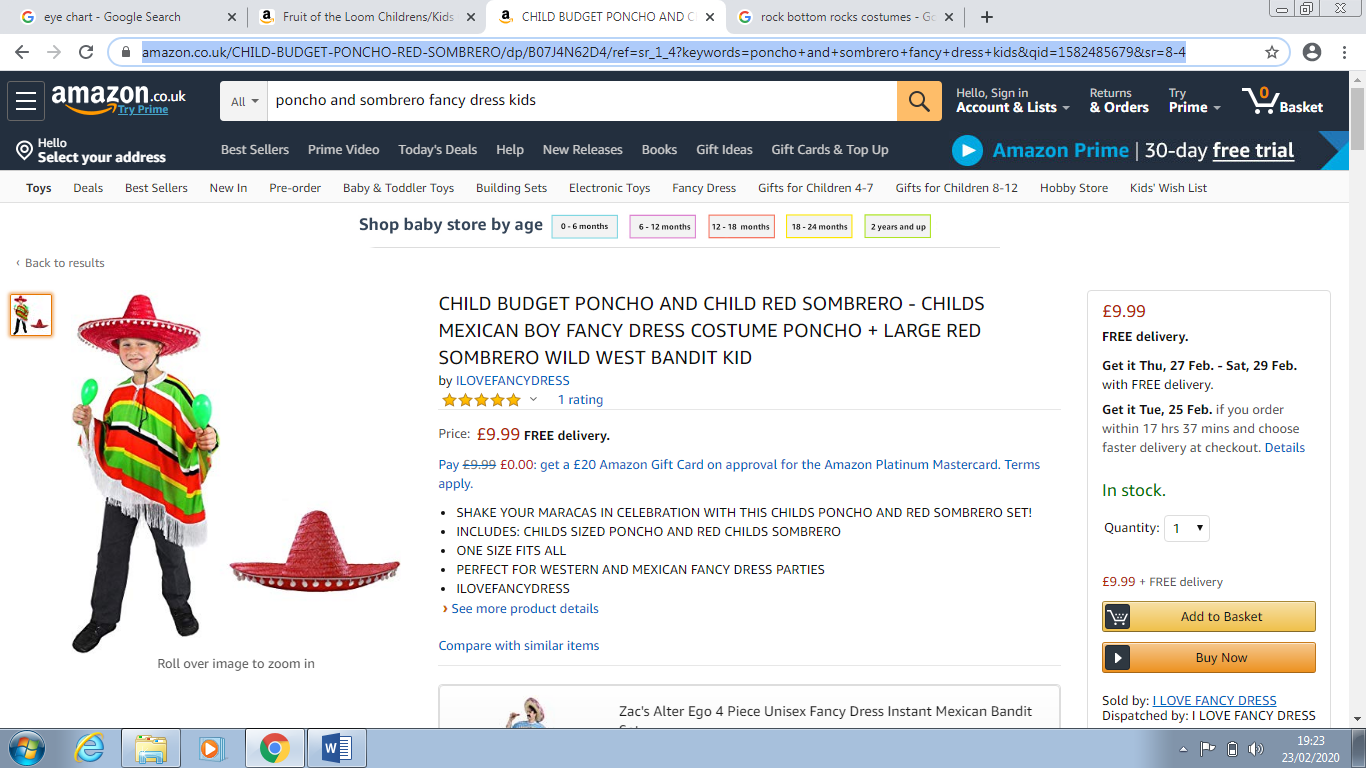 eye chart - Google Search
Fruit of the Loom Childrens/Kids
CHILD BUDGET PONCHO AND C
rock bottom rocks costumes - Go
amazon.co.uk/CHILD-BUDGET-PONCHO-RED-SOMBRERO/dp/B07J4N62D4/ref=sr_1_4?keywords=poncho+and+sombrero+fancy+dress+kids&qid=1582485679&sr=8-4
amazon.co.uk
Try Prime
All
poncho and sombrero fancy dress kids
Hello, Sign in
Account & Lists
Returns
& Orders
Try
Prime
0
Basket
Hello
Select your address
Best Sellers Prime Video Today's Deals Help New Releases Books Gift Ideas Gift Cards & Top Up
Amazon Prime | 30-day free trial
Toys Deals Best Sellers New In Pre-order Baby & Toddler Toys Building Sets Electronic Toys Fancy Dress Gifts for Children 4-7 Gifts for Children 8-12 Hobby Store Kids' Wish List
Shop baby store by age 0 - 6 months 6 - 12 months 12 - 18 months 18 - 24 months 2 years and up
‹ Back to results
CHILD BUDGET PONCHO AND CHILD RED SOMBRERO - CHILDS
MEXICAN BOY FANCY DRESS COSTUME PONCHO + LARGE RED
SOMBRERO WILD WEST BANDIT KID
by ILOVEFANCYDRESS
1 rating
Price: £9.99 FREE delivery.
Pay £9.99 £0.00: get a £20 Amazon Gift Card on approval for the Amazon Platinum Mastercard. Terms
apply.
• SHAKE YOUR MARACAS IN CELEBRATION WITH THIS CHILDS PONCHO AND RED SOMBRERO SET!
• INCLUDES: CHILDS SIZED PONCHO AND RED CHILDS SOMBRERO
• ONE SIZE FITS ALL
• PERFECT FOR WESTERN AND MEXICAN FANCY DRESS PARTIES
• ILOVEFANCYDRESS
› See more product details
Compare with similar items
Roll over image to zoom in
Zac's Alter Ego 4 Piece Unisex Fancy Dress Instant Mexican Bandit
£9.99
FREE delivery.
Get it Thu, 27 Feb. - Sat, 29 Feb.
with FREE delivery.
Get it Tue, 25 Feb. if you order
within 17 hrs 37 mins and choose
faster delivery at checkout. Details
In stock.
Quantity: 1
£9.99 + FREE delivery
Add to Basket
Buy Now
Sold by: I LOVE FANCY DRESS
Dispatched by: I LOVE FANCY DRESS
19:23
23/02/2020